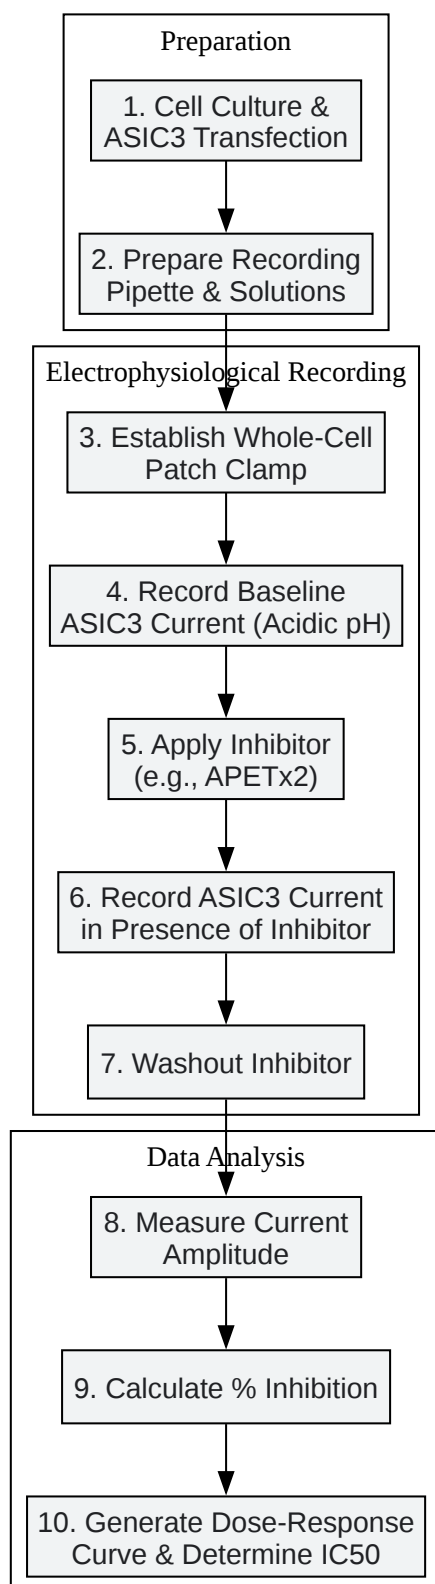 Preparation
1. Cell Culture &
ASIC3 Transfection
2. Prepare Recording
Pipette & Solutions
Electrophysiological Recording
3. Establish Whole-Cell
Patch Clamp
4. Record Baseline
ASIC3 Current (Acidic pH)
5. Apply Inhibitor
(e.g., APETx2)
6. Record ASIC3 Current
in Presence of Inhibitor
7. Washout Inhibitor
Data Analysis
8. Measure Current
Amplitude
9. Calculate % Inhibition
10. Generate Dose-Response
Curve & Determine IC50